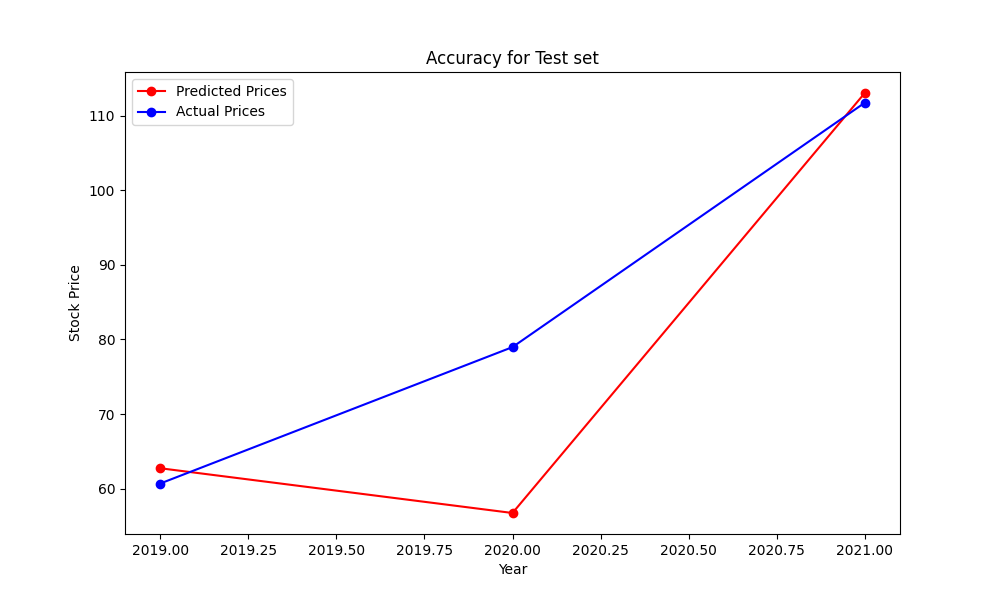 Accuracy for Test set
Predicted Prices
Actual Prices
110
100
90
80
70
60
Stock Price
2019.00 2019.25 2019.50 2019.75 2020.00 2020.25 2020.50 2020.75 2021.00
Year